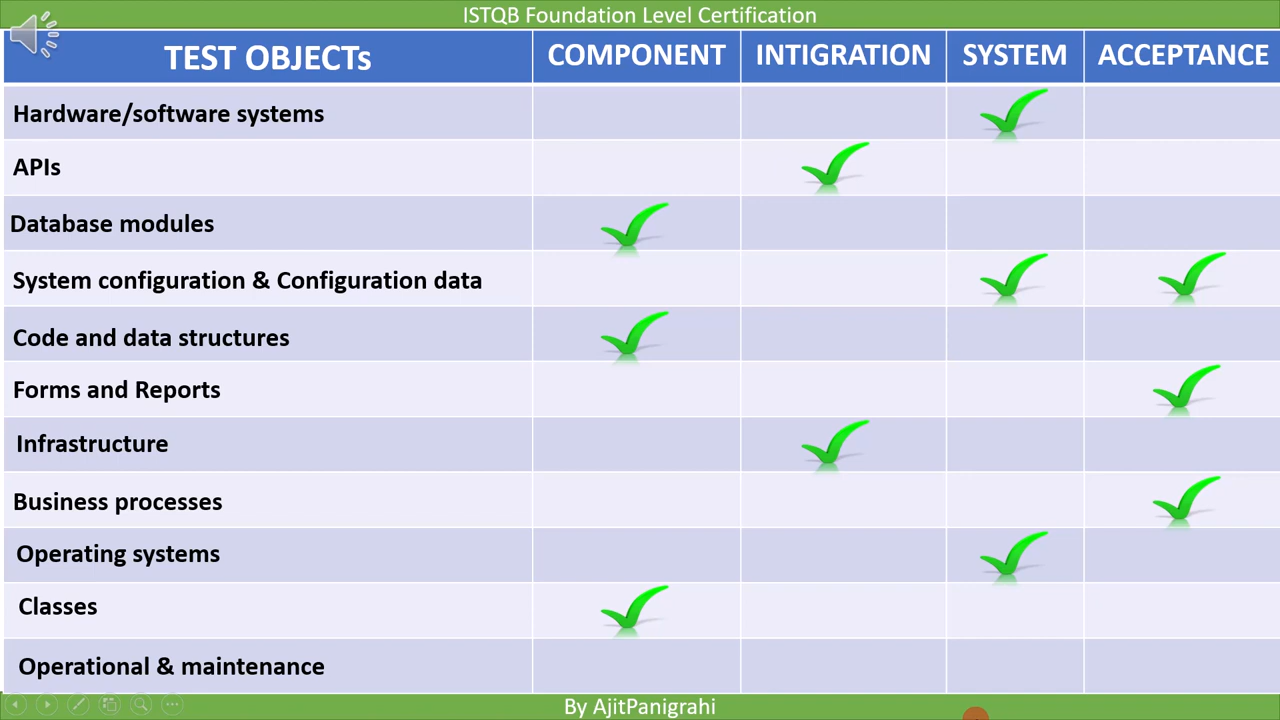 ISTQB Foundation Level Certification
TEST OBJECTs COMPONENT INTIGRATION SYSTEM ACCEPTANCE
Hardware/software systems
APIs
Database modules
System configuration & Configuration data
Code and data structures
Forms and Reports
Infrastructure
Business processes
Operating systems
Classes
Operational & maintenance
By AjitPanigrahi